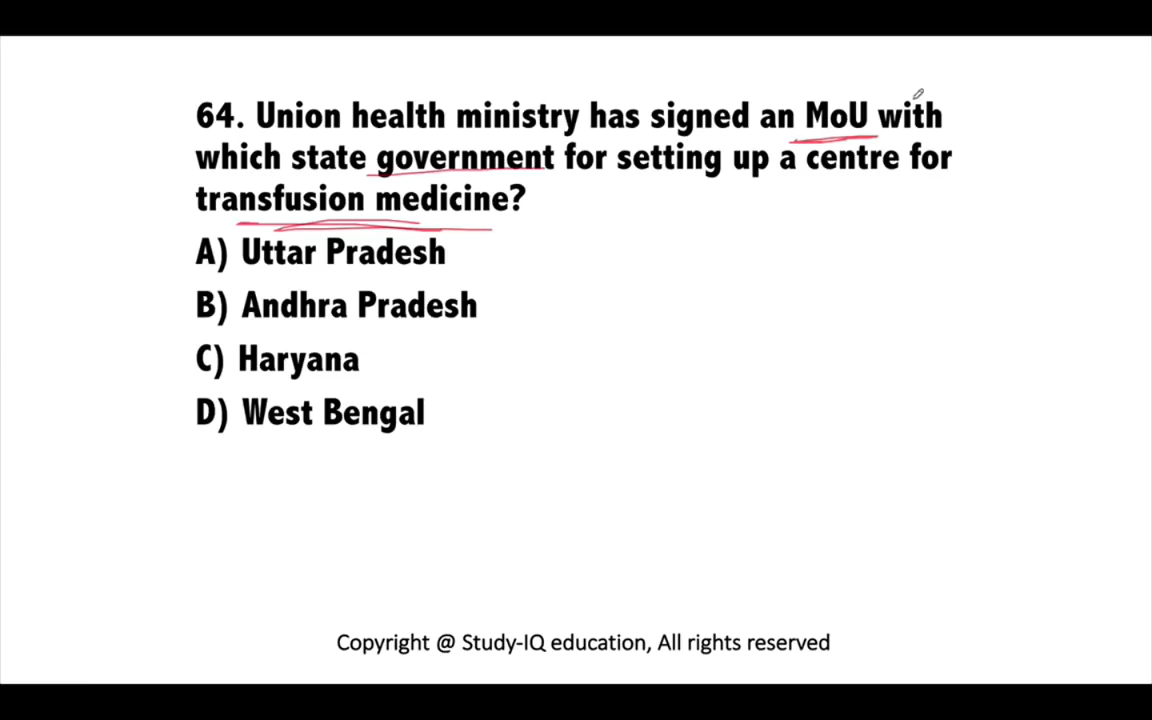 64. Union health ministry has signed an MoU with
which state government for setting up a centre for
transfusion medicine?
A) Uttar Pradesh
B) Andhra Pradesh
C) Haryana
D) West Bengal
Copyright @ Study-IQ education, All rights reserved